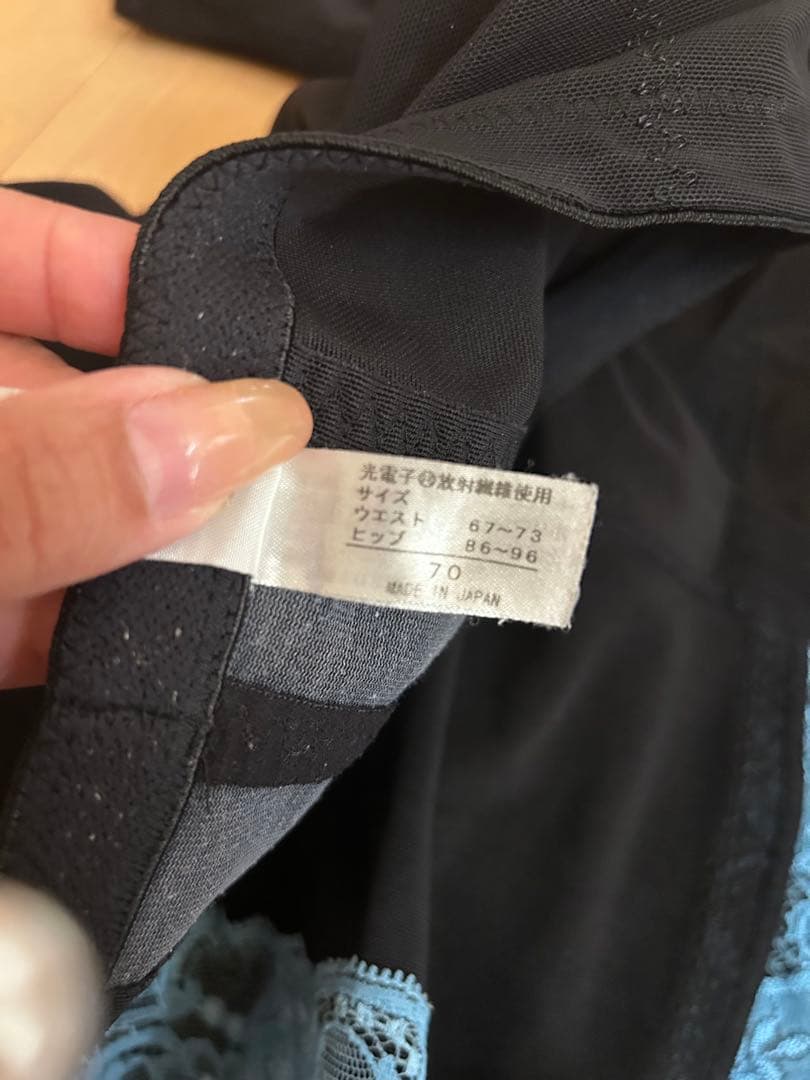 光電子㊝放射繊維使用
サイズ
ウエスト 67~73
ヒップ 86~96
70
MADE IN JAPAN